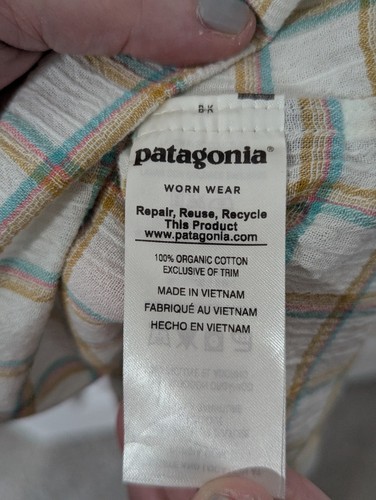 patagonia®
WORN WEAR
Repair, Reuse, Recycle
This Product
www.patagonia.com
100% ORGANIC COTTON
EXCLUSIVE OF TRIM
MADE IN VIETNAM
FABRIQUÉ AU VIETNAM
HECHO EN VIETNAM